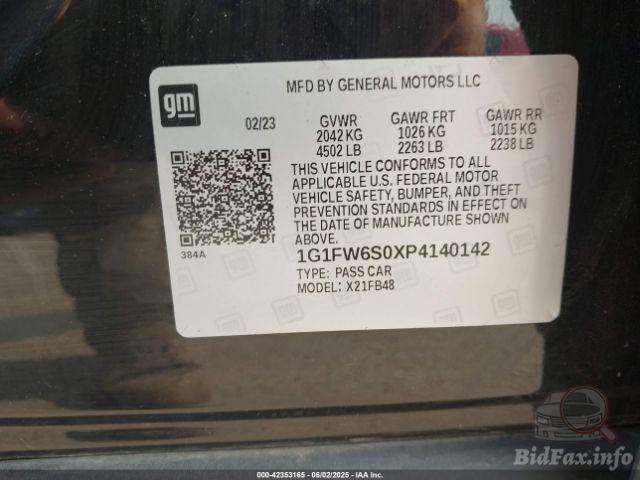 gm
MFD BY GENERAL MOTORS LLC
02/23
GVWR GAWR FRT GAWR RR
2042 KG 1026 KG 1015 KG
4502 LB 2263 LB 2238 LB
THIS VEHICLE CONFORMS TO ALL
APPLICABLE U.S. FEDERAL MOTOR
VEHICLE SAFETY, BUMPER, AND THEFT
PREVENTION STANDARDS IN EFFECT ON
THE DATE OF MANUFACTURE SHOWN
ABOVE.
384A
1G1FW6S0XP4140142
TYPE: PASS CAR
MODEL: X21FB48
BidFax.info
000-42353165 - 06/02/2025 - IAA Inc.